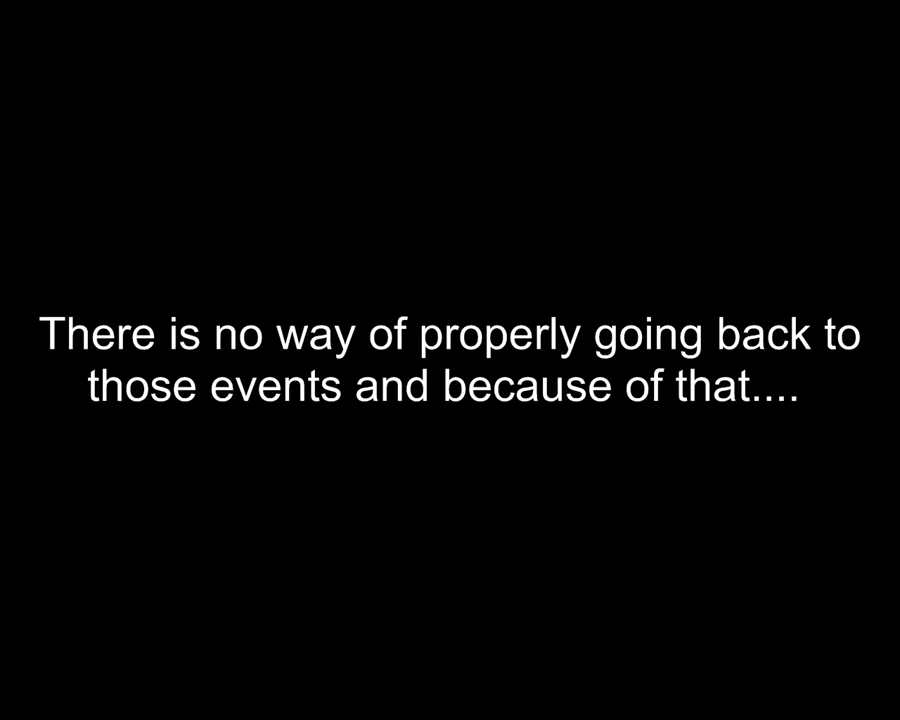 There is no way of properly going back to
those events and because of that....